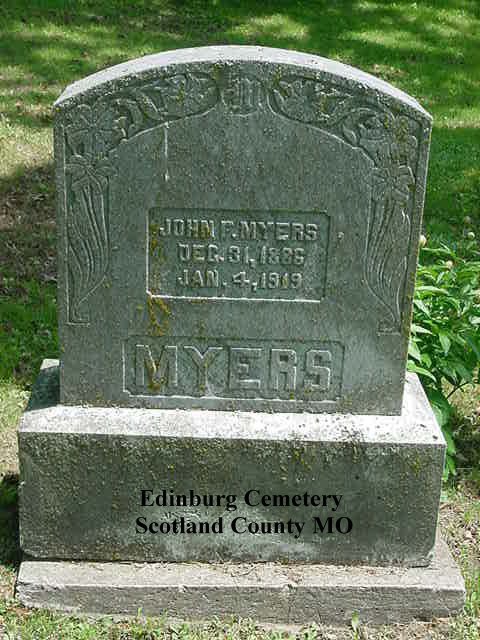 JOHN P. MYERS
DEC. 31, 1886
JAN. 4, 1919
MYERS
Edinburg Cemetery
Scotland County MO